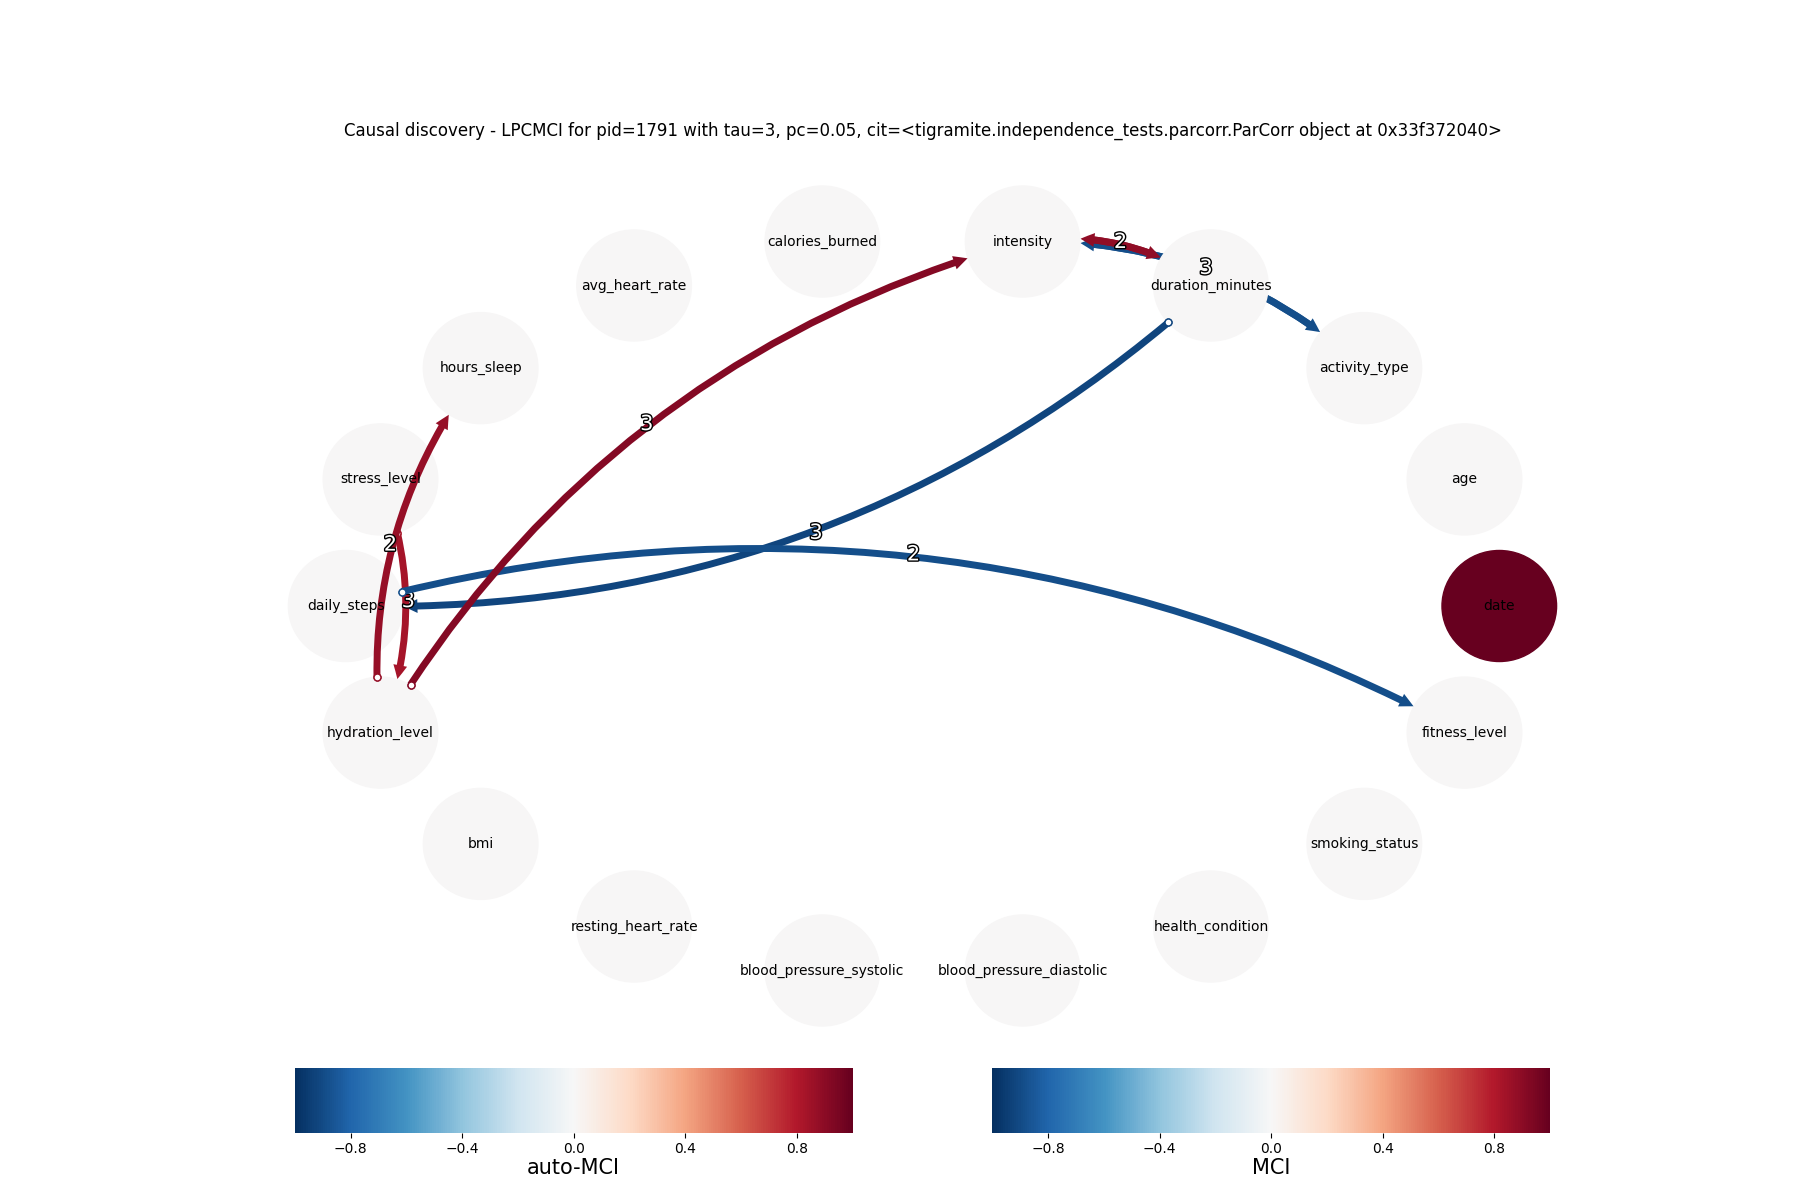 Causal discovery - LPCMCI for pid=1791 with tau=3, pc=0.05, cit=<tigramite.independence_tests.parcorr.ParCorr object at 0x33f372040>
calories_burned
intensity
2
3
avg_heart_rate
duration_minutes
hours_sleep
activity_type
3
stress_level
age
3
2
2
3
daily_steps
date
hydration_level
fitness_level
bmi
smoking_status
resting_heart_rate
health_condition
blood_pressure_systolic
blood_pressure_diastolic
−0.8 −0.4 0.0 0.4 0.8
auto-MCI
−0.8 −0.4 0.0 0.4 0.8
MCI